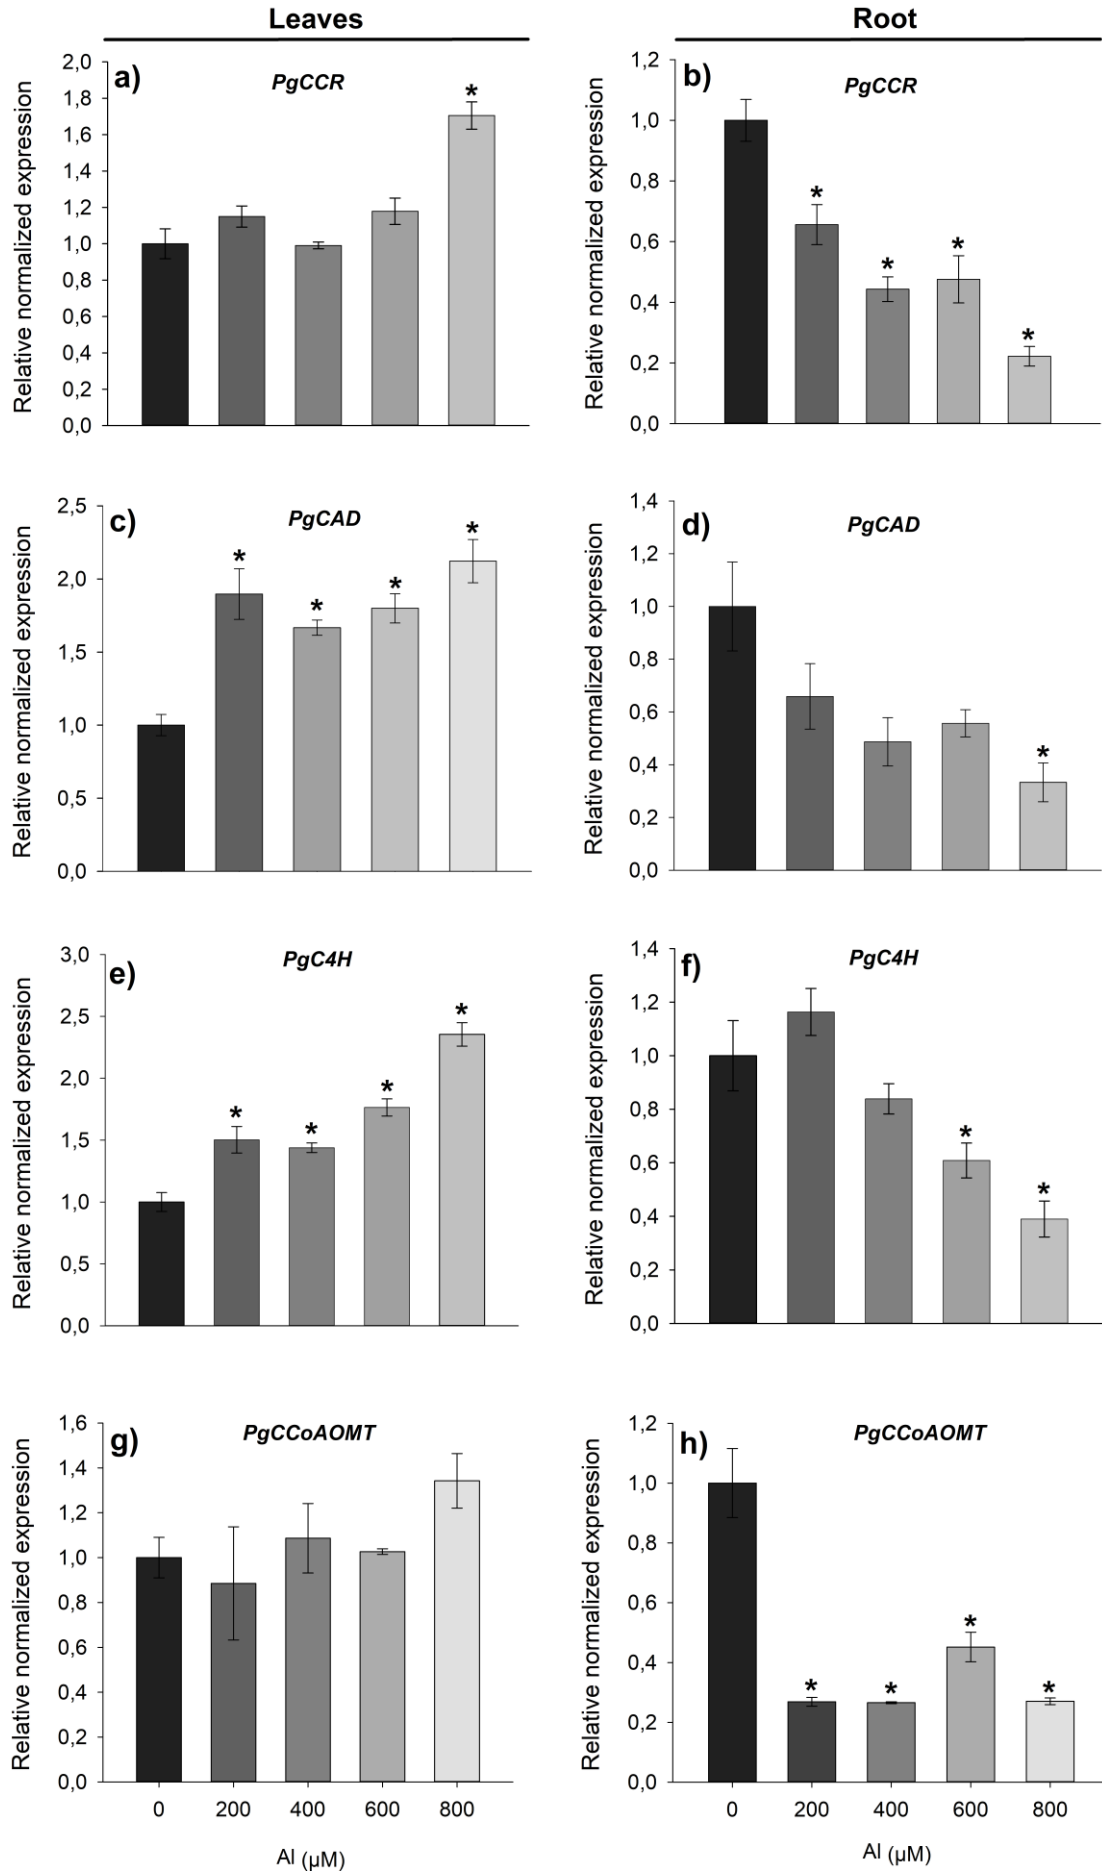 Leaves
Root
a)
PgCCR
Relative normalized expression
2,0
1,8
1,6
1,4
1,2
1,0
0,8
0,6
0,4
0,2
0,0
*
b)
PgCCR
Relative normalized expression
1,2
1,0
0,8
0,6
0,4
0,2
0,0
*
*
*
*
c)
PgCAD
Relative normalized expression
2,5
2,0
1,5
1,0
0,5
0,0
*
*
*
*
d)
PgCAD
Relative normalized expression
1,4
1,2
1,0
0,8
0,6
0,4
0,2
0,0
*
e)
PgC4H
Relative normalized expression
3,0
2,5
2,0
1,5
1,0
0,5
0,0
*
*
*
*
f)
PgC4H
Relative normalized expression
1,4
1,2
1,0
0,8
0,6
0,4
0,2
0,0
*
*
g)
PgCCoAOMT
Relative normalized expression
1,6
1,4
1,2
1,0
0,8
0,6
0,4
0,2
0,0
0 200 400 600 800
Al (μM)
h)
PgCCoAOMT
Relative normalized expression
1,2
1,0
0,8
0,6
0,4
0,2
0,0
*
*
*
*
0 200 400 600 800
Al (μM)